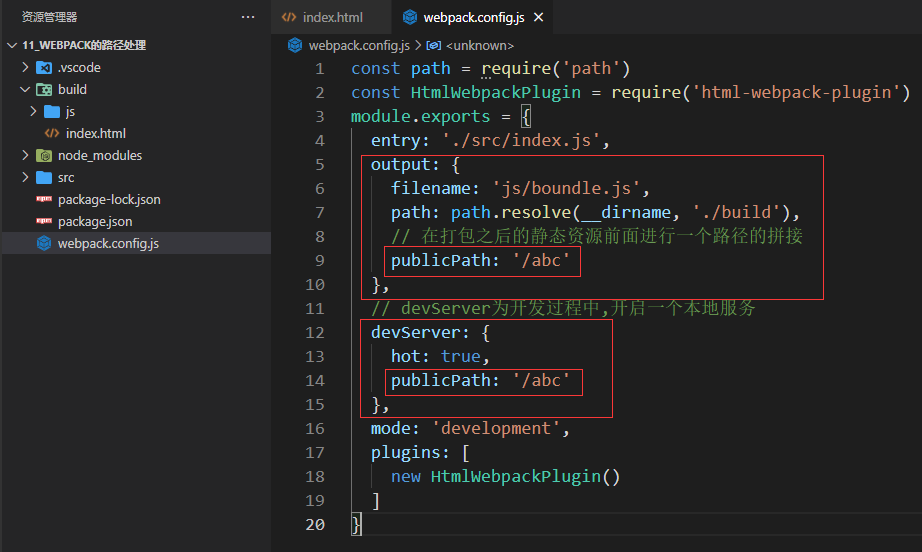 资源管理器
···
11_WEBPACK的路径处理
.vscode
build
js
index.html
node_modules
src
package-lock.json
package.json
webpack.config.js
index.html
webpack.config.js ×
webpack.config.js > <unknown>
1 const path = require('path')
2 const HtmlWebpackPlugin = require('html-webpack-plugin')
3 module.exports = {
4 entry: './src/index.js',
5 output: {
6 filename: 'js/boundle.js',
7 path: path.resolve(__dirname, './build'),
8 // 在打包之后的静态资源前面进行一个路径的拼接
9 publicPath: '/abc'
10 },
11 // devServer为开发过程中,开启一个本地服务
12 devServer: {
13 hot: true,
14 publicPath: '/abc'
15 },
16 mode: 'development',
17 plugins: [
18 new HtmlWebpackPlugin()
19 ]
20 }